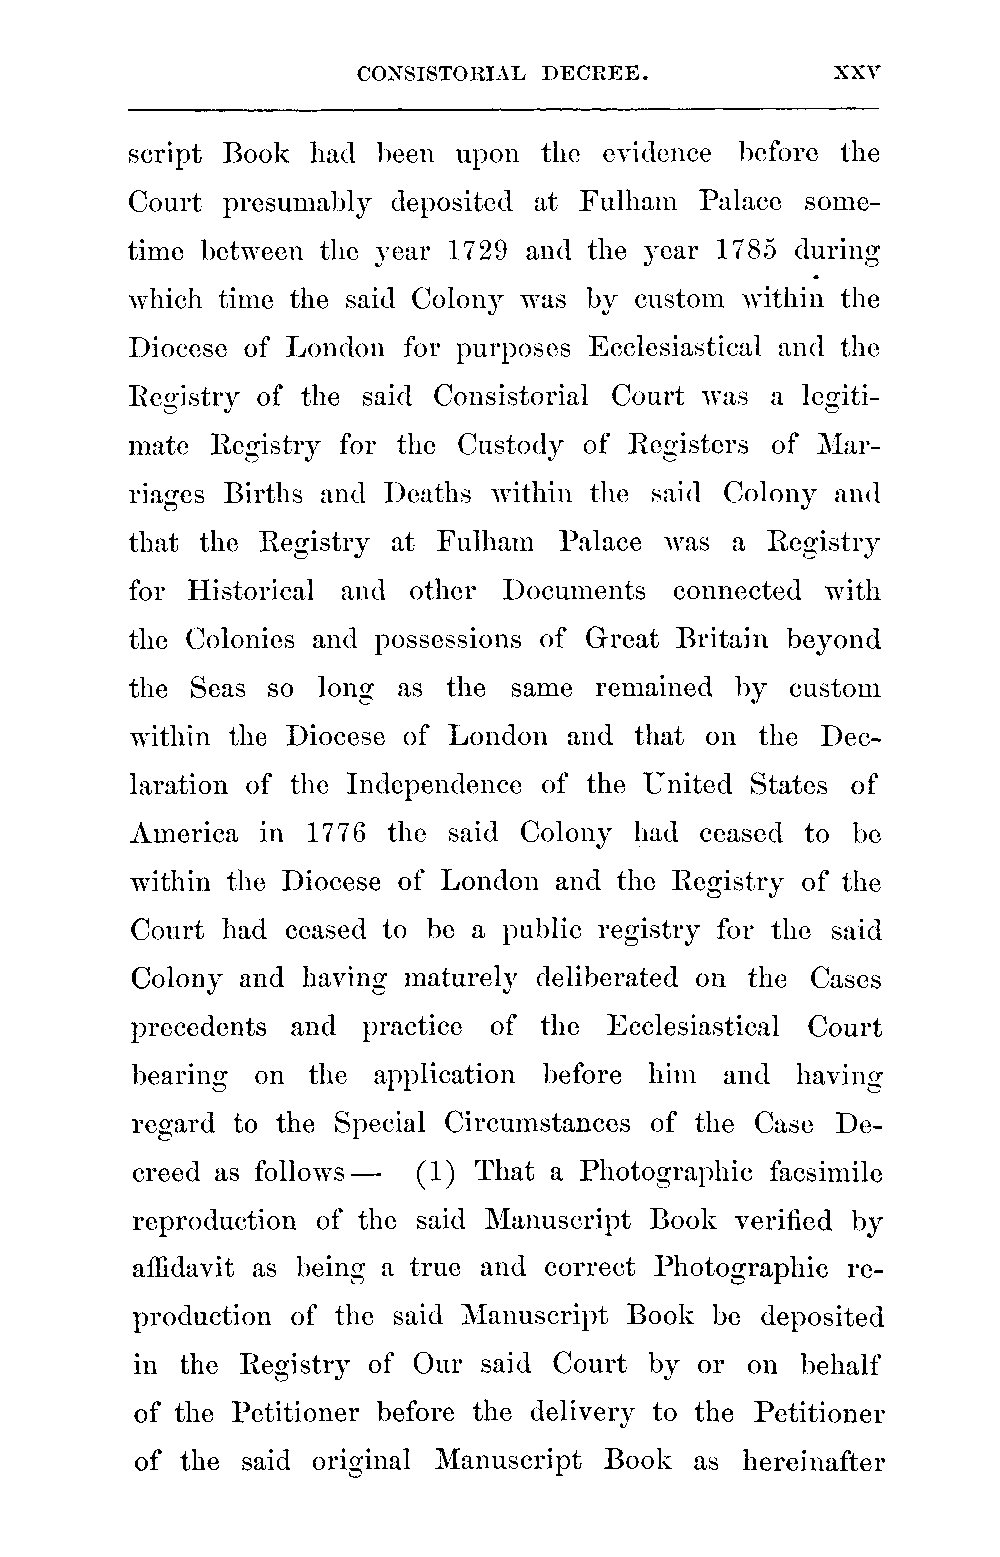 CONSISTORIAL DECREE. XXV
script Book had been upon the evidence before the
Court presumably deposited at Fulham Palace some-
time between the year 1729 and the year 1785 during
which time the said Colony was by custom within the
Diocese of London for purposes Ecclesiastical and the
Registry of the said Consistorial Court was a legiti-
mate Registry for the Custody of Registers of Mar-
riages Births and Deaths within the said Colony and
that the Registry at Fulham Palace was a Registry
for Historical and other Documents connected with
the Colonies and possessions of Great Britain beyond
the Seas so long as the same remained by custom
within the Diocese of London and that on the Dec-
laration of the Independence of the United States of
America in 1776 the said Colony had ceased to be
within the Diocese of London and the Registry of the
Court had ceased to be a public registry for the said
Colony and having maturely deliberated on the Cases
precedents and practice of the Ecclesiastical Court
bearing on the application before him and having
regard to the Special Circumstances of the Case De-
creed as follows— (1) That a Photographic facsimile
reproduction of the said Manuscript Book verified by
affidavit as being a true and correct Photographic re-
production of the said Manuscript Book be deposited
in the Registry of Our said Court by or on behalf
of the Petitioner before the delivery to the Petitioner
of the said original Manuscript Book as hereinafter